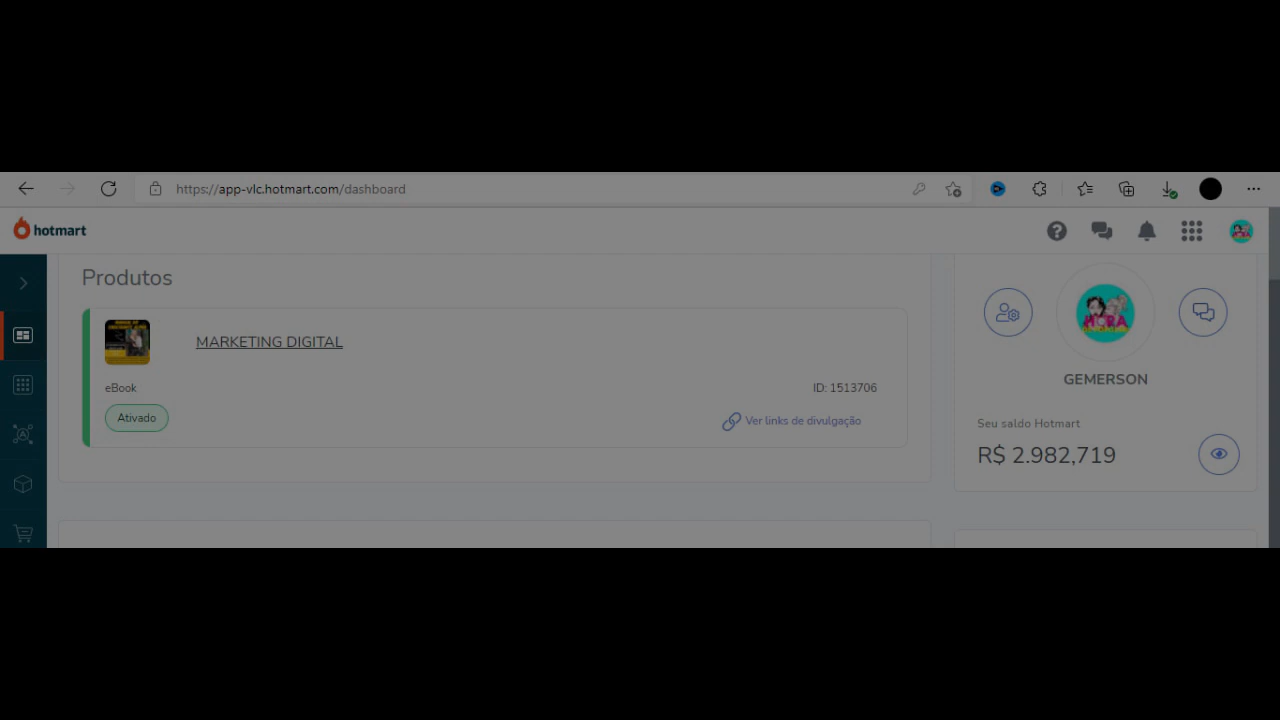 https://app-vlc.hotmart.com/dashboard
hotmart
Produtos
MARKETING DIGITAL
eBook
ID: 1513706
Ativado
Ver links de divulgação
HORA
GEMERSON
Seu saldo Hotmart
R$ 2.982,719